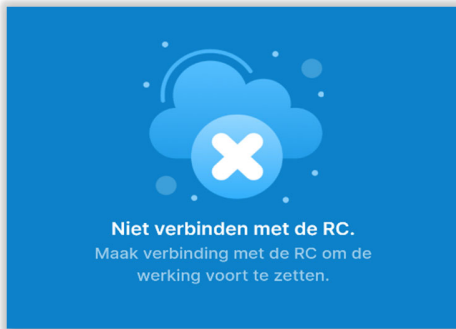 Niet verbinden met de RC.
Maak verbinding met de RC om de
werking voort te zetten.